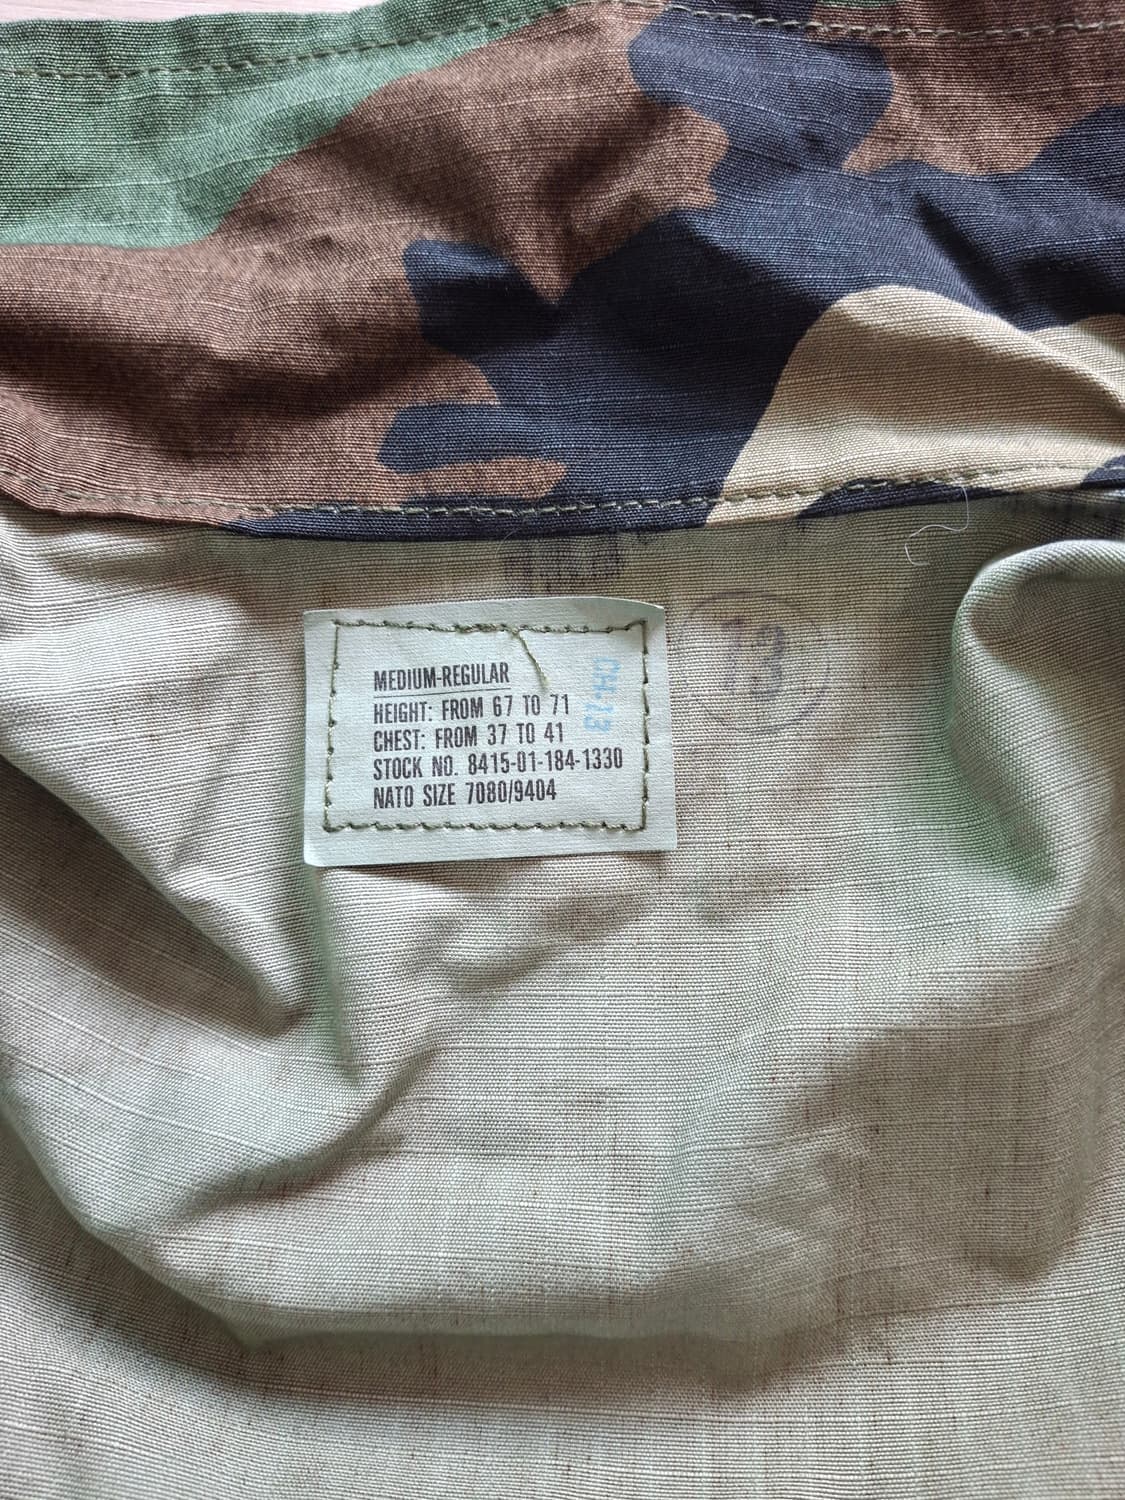 MEDIUM-REGULAR
HEIGHT: FROM 67 TO 71
CHEST: FROM 37 TO 41
STOCK NO. 8415-01-184-1330
NATO SIZE 7080/9404
13